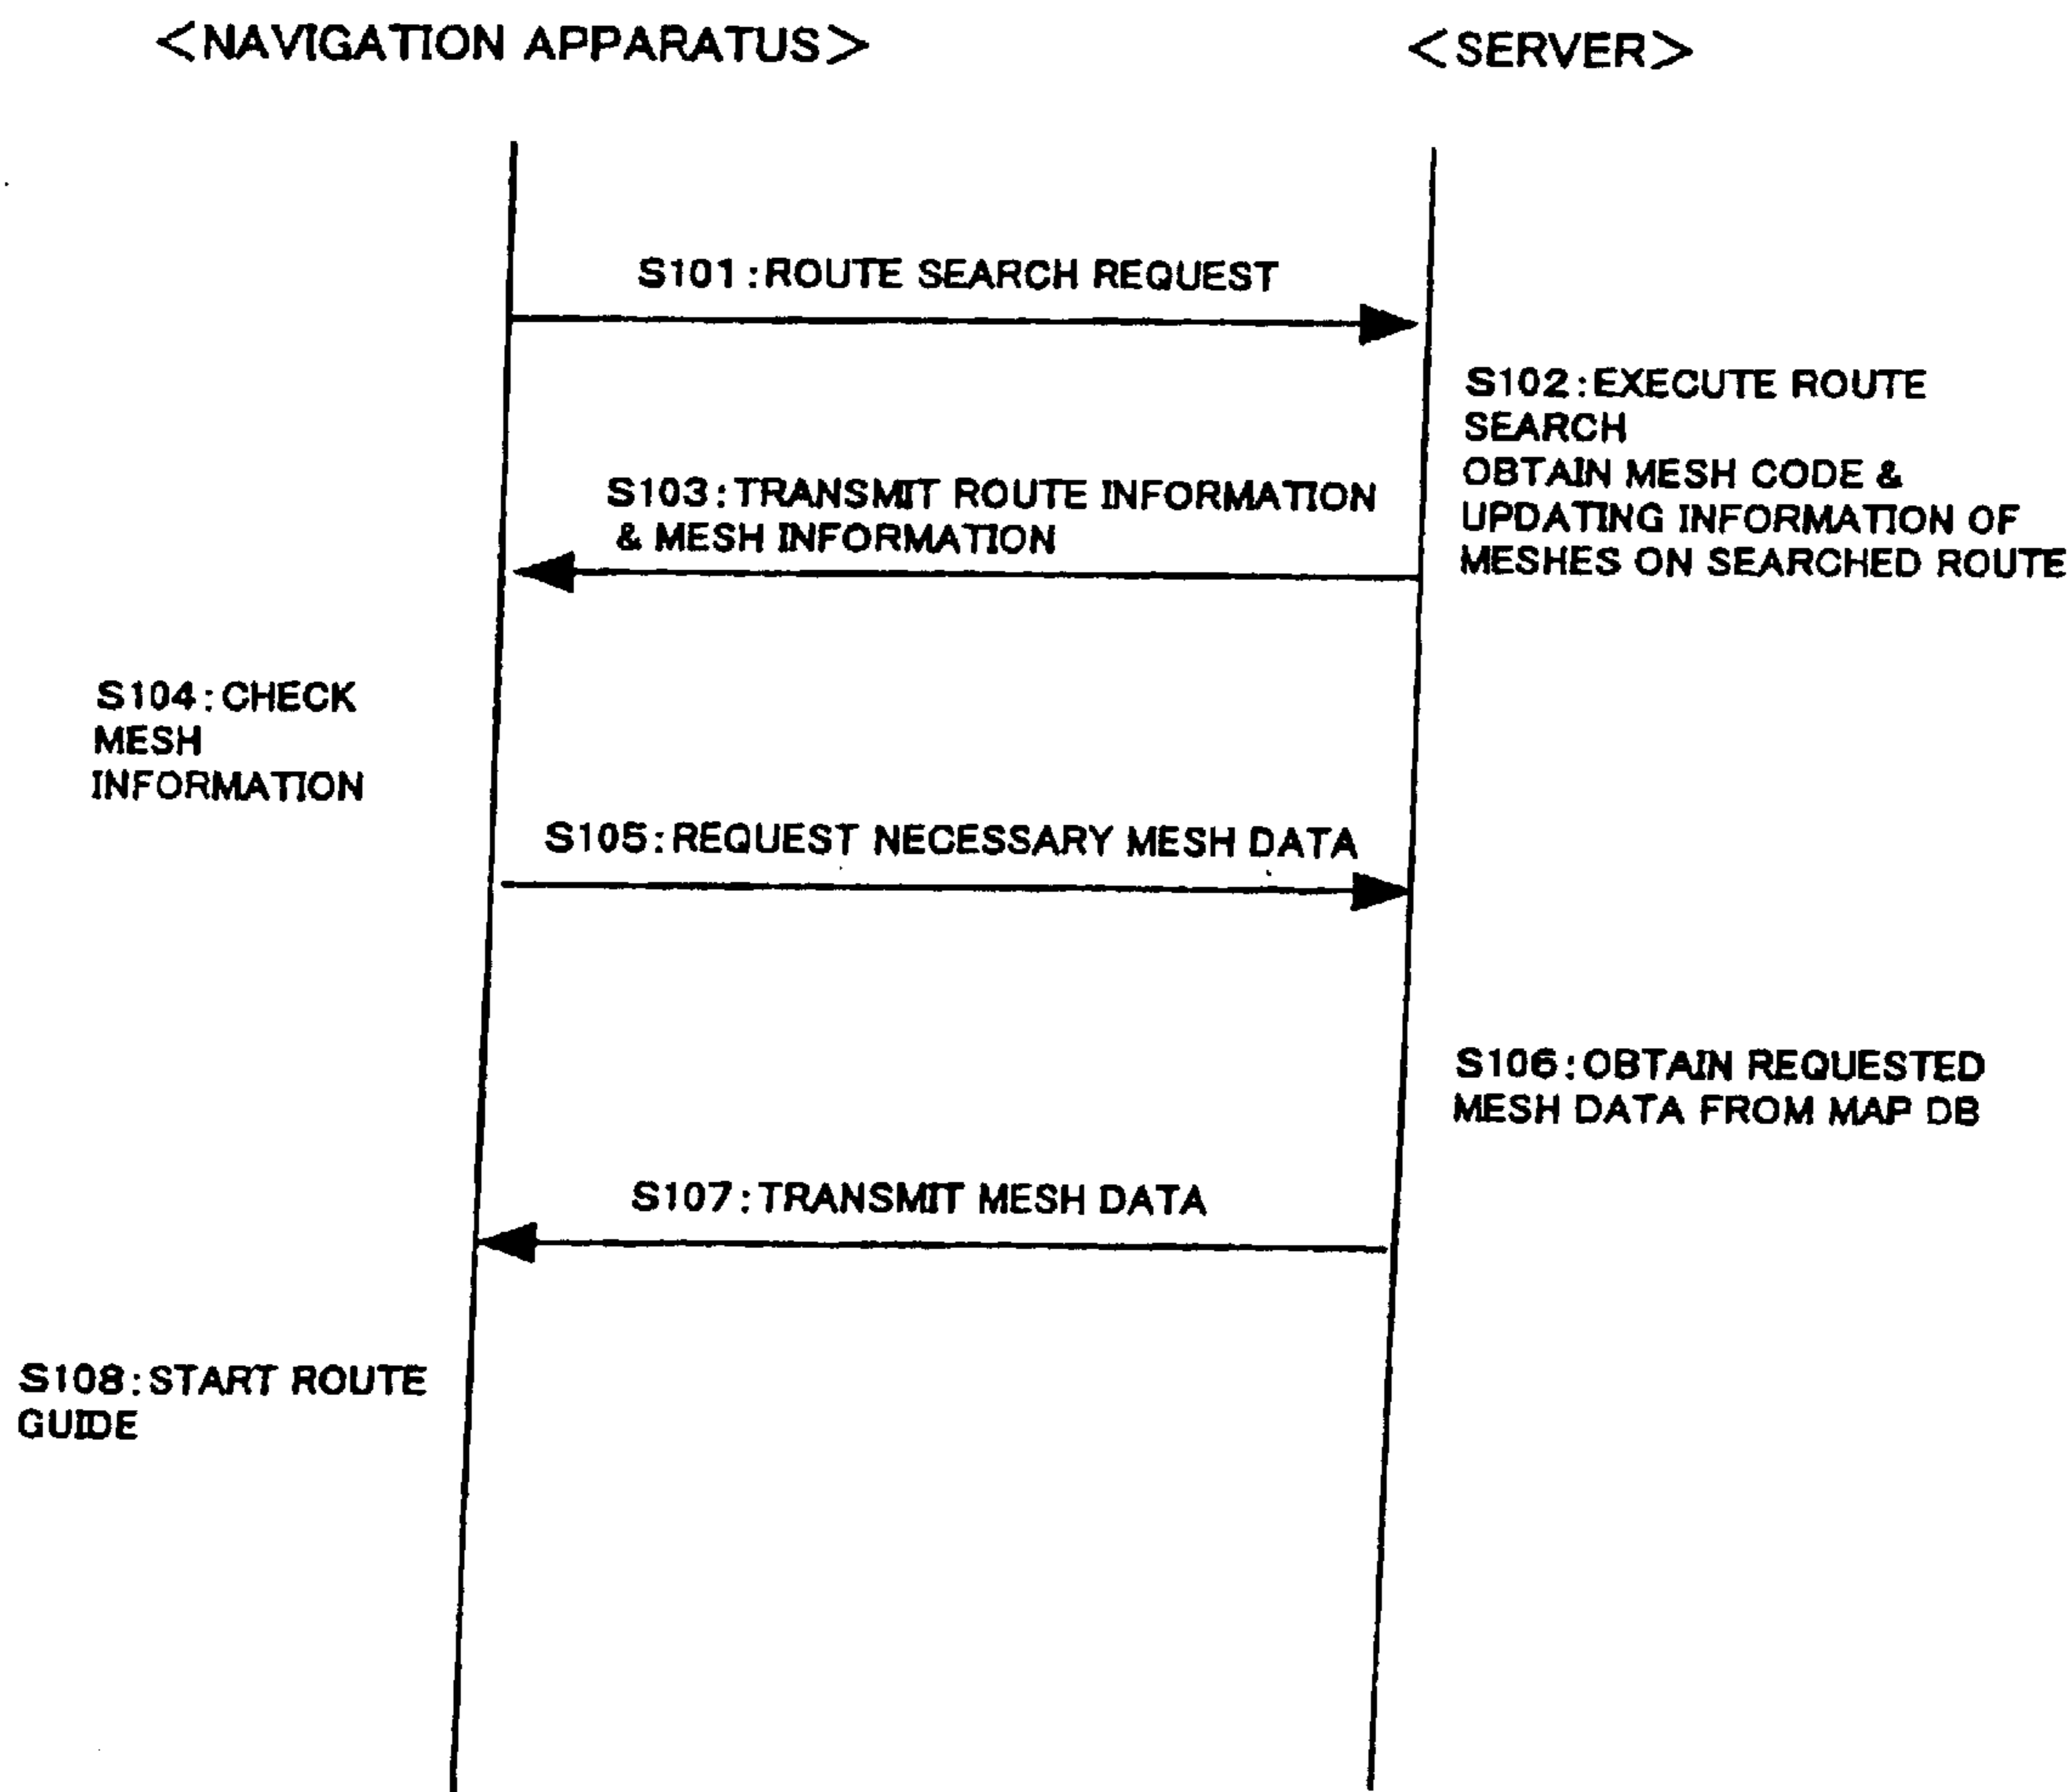 <NAVIGATION APPARATUS>
<SERVER>
S101:ROUTE SEARCH REQUEST
S102:EXECUTE ROUTE
SEARCH
OBTAIN MESH CODE &
UPDATING INFORMATION OF
MESHES ON SEARCHED ROUTE
S103:TRANSMIT ROUTE INFORMATION
& MESH INFORMATION
S104:CHECK
MESH
INFORMATION
S105:REQUEST NECESSARY MESH DATA
S106:OBTAIN REQUESTED
MESH DATA FROM MAP DB
S107:TRANSMIT MESH DATA
S108:START ROUTE
GUIDE